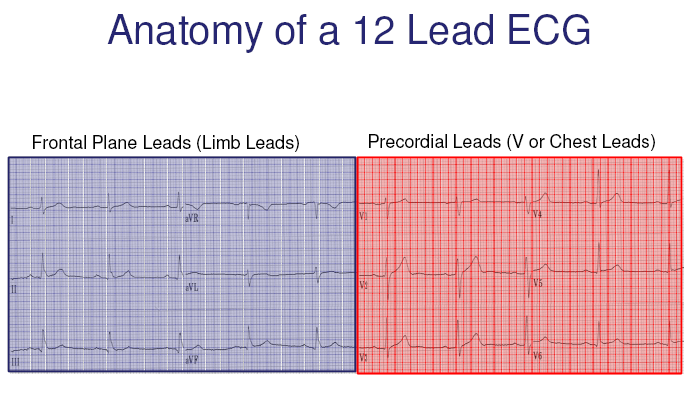 Anatomy of a 12 Lead ECG
Frontal Plane Leads (Limb Leads)
Precordial Leads (V or Chest Leads)
I
aVR
V1
V4
II
aVL
V2
V5
III
aVF
V3
V6